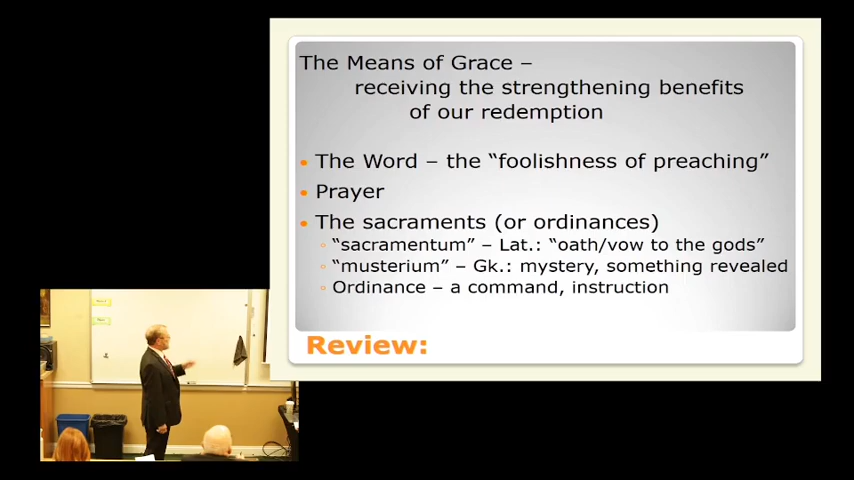 The Means of Grace –
receiving the strengthening benefits
of our redemption
The Word – the “foolishness of preaching”
Prayer
The sacraments (or ordinances)
“sacramentum” – Lat.: “oath/vow to the gods”
“musterium” – Gk.: mystery, something revealed
Ordinance – a command, instruction
Review: